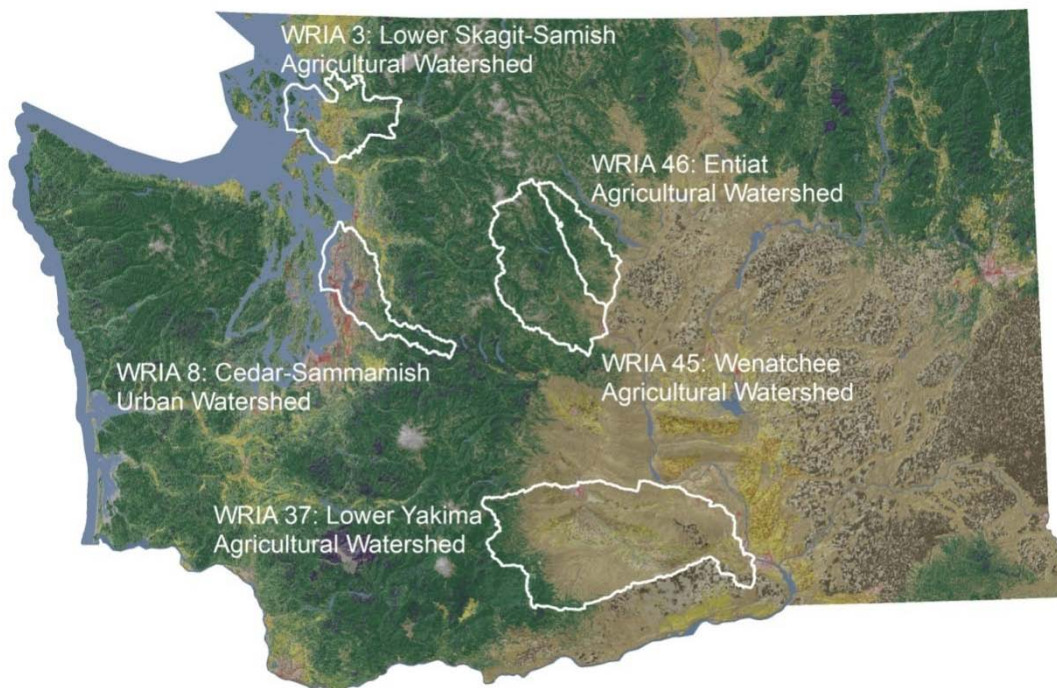 WRIA 3: Lower Skagit-Samish
Agricultural Watershed
WRIA 46: Entiat
Agricultural Watershed
WRIA 8: Cedar-Sammamish
Urban Watershed
WRIA 45: Wenatchee
Agricultural Watershed
WRIA 37: Lower Yakima
Agricultural Watershed